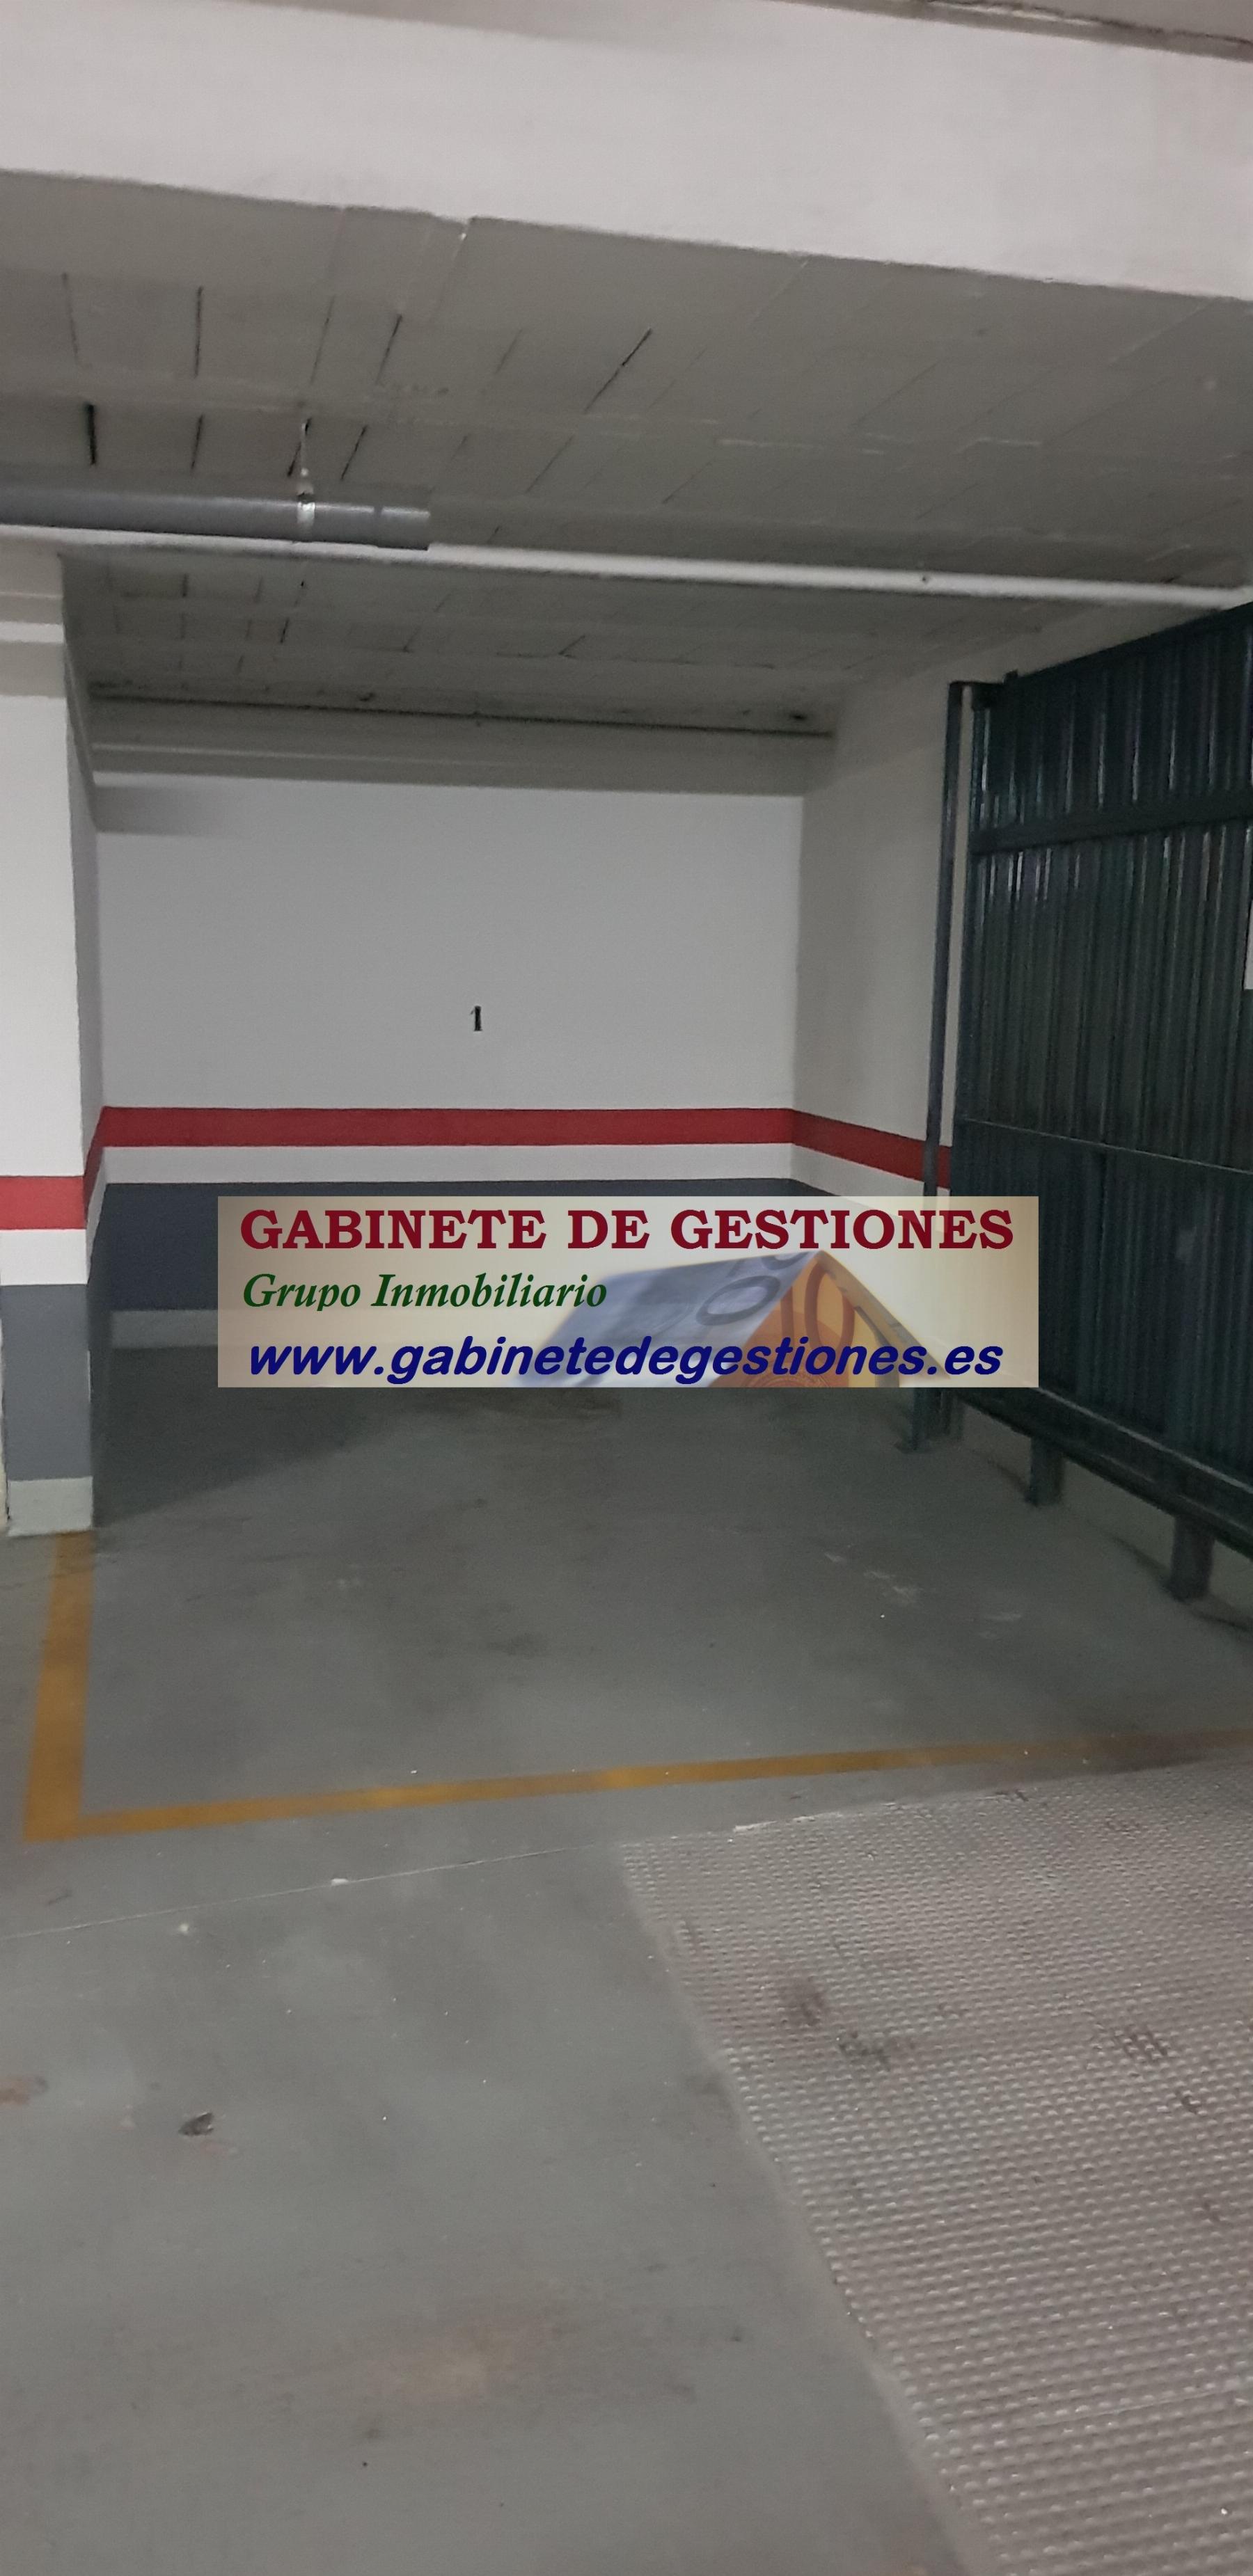 1
GABINETE DE GESTIONES
Grupo Inmobiliario
www.gabinetedegestiones.es